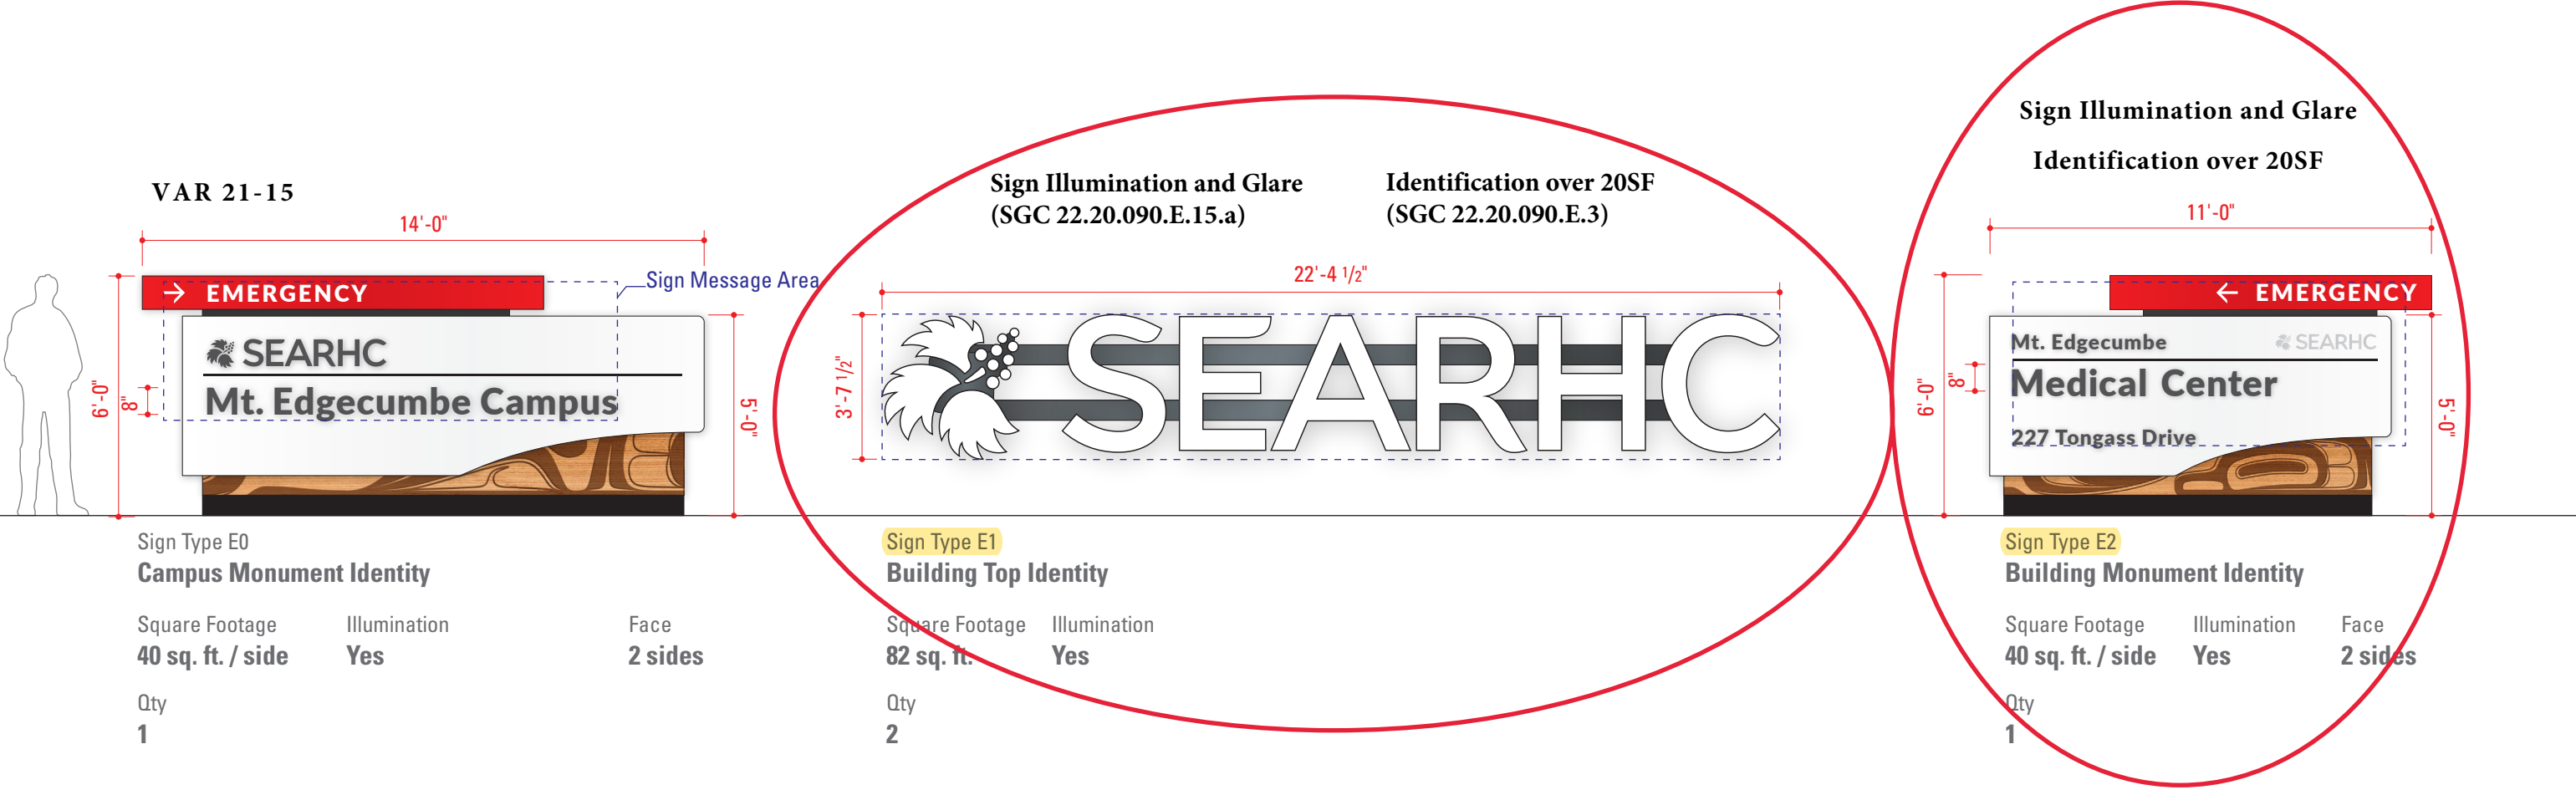 VAR 21-15
14'-0"
EMERGENCY
Sign Message Area
SEARHC
Mt. Edgecumbe Campus
6'-0"
8"
5'-0"
Sign Type E0
Campus Monument Identity
Square Footage Illumination Face
40 sq. ft. / side Yes 2 sides
Qty
1
Sign Illumination and Glare
(SGC 22.20.090.E.15.a)
Identification over 20SF
(SGC 22.20.090.E.3)
22'-4 1/2"
3'-7 1/2"
SEARHC
Sign Type E1
Building Top Identity
Square Footage Illumination
82 sq. ft. Yes
Qty
2
Sign Illumination and Glare
Identification over 20SF
11'-0"
EMERGENCY
Mt. Edgecumbe SEARHC
Medical Center
227 Tongass Drive
6'-0"
8"
5'-0"
Sign Type E2
Building Monument Identity
Square Footage Illumination Face
40 sq. ft. / side Yes 2 sides
Qty
1